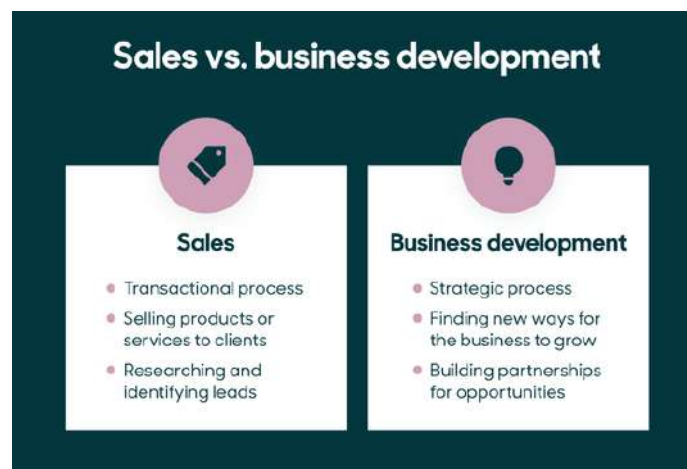 Sales vs. business development
Sales
Transactional process
Selling products or
services to clients
Researching and
identifying leads
Business development
Strategic process
Finding new ways for
the business to grow
Building partnerships
for opportunities